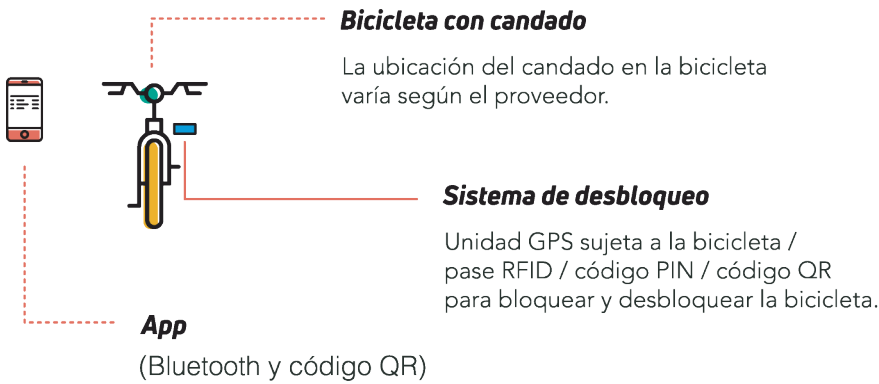 Bicicleta con candado
La ubicación del candado en la bicicleta
varía según el proveedor.
Sistema de desbloqueo
Unidad GPS sujeta a la bicicleta /
pase RFID / código PIN / código QR
para bloquear y desbloquear la bicicleta.
App
(Bluetooth y código QR)